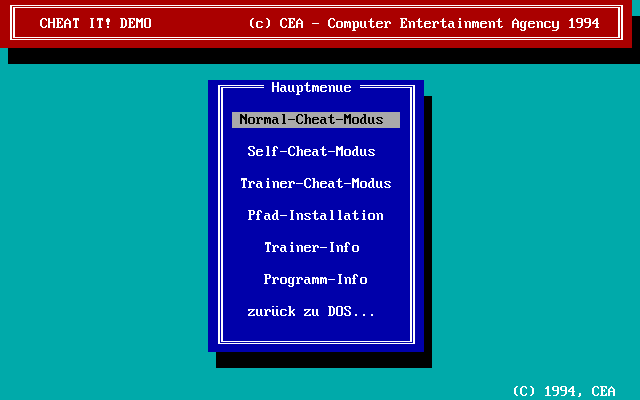 CHEAT IT! DEMO (c) CEA - Computer Entertainment Agency 1994
Hauptmenue
Normal-Cheat-Modus
Self-Cheat-Modus
Trainer-Cheat-Modus
Pfad-Installation
Trainer-Info
Programm-Info
zurück zu DOS...
(C) 1994, CEA